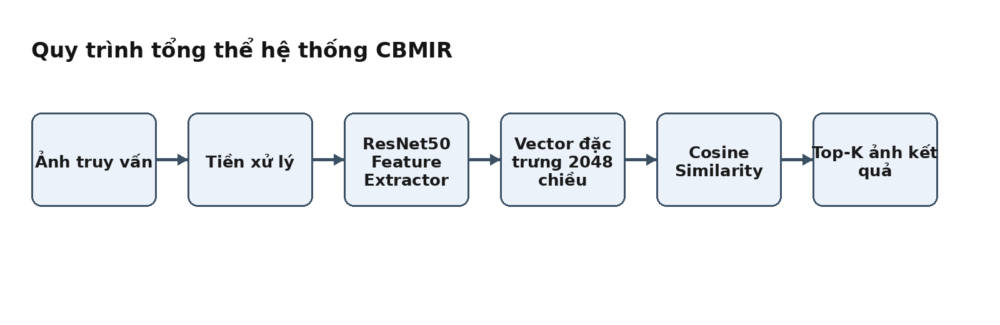 Quy trình tổng thể hệ thống CBMIR
Ảnh truy vấn
Tiền xử lý
ResNet50
Feature
Extractor
Vector đặc
trưng 2048
chiều
Cosine
Similarity
Top-K ảnh kết
quả